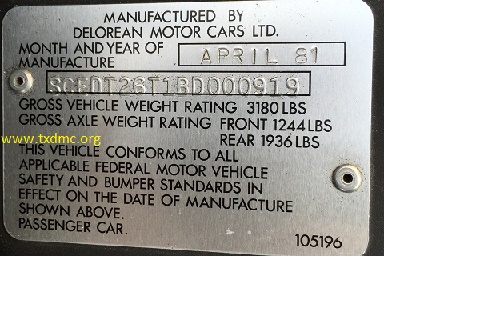 MANUFACTURED BY
DELOREAN MOTOR CARS LTD.
MONTH AND YEAR OF
MANUFACTURE APRIL 81
SCEDT26T1BD000919
GROSS VEHICLE WEIGHT RATING 3180 LBS
GROSS AXLE WEIGHT RATING FRONT 1244 LBS
REAR 1936 LBS
www.txdmc.org
THIS VEHICLE CONFORMS TO ALL
APPLICABLE FEDERAL MOTOR VEHICLE
SAFETY AND BUMPER STANDARDS IN
EFFECT ON THE DATE OF MANUFACTURE
SHOWN ABOVE.
PASSENGER CAR.
105196